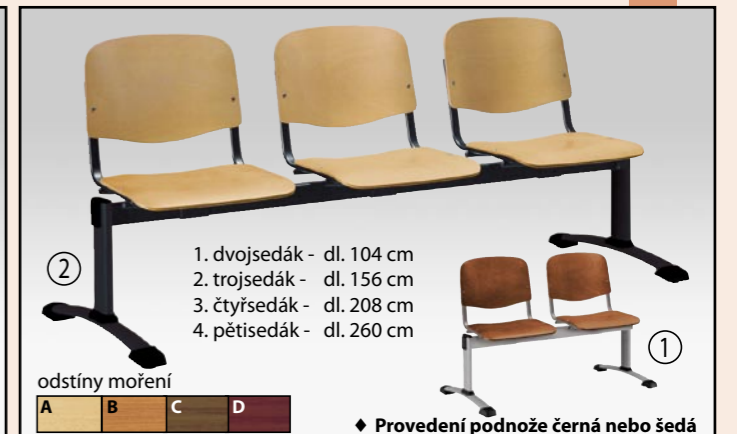 ②
1. dvojsedák - dl. 104 cm
2. trojsedák - dl. 156 cm
3. čtyřsedák - dl. 208 cm
4. pětisedák - dl. 260 cm
①
odstíny moření
A B C D
♦ Provedení podnože černá nebo šedá